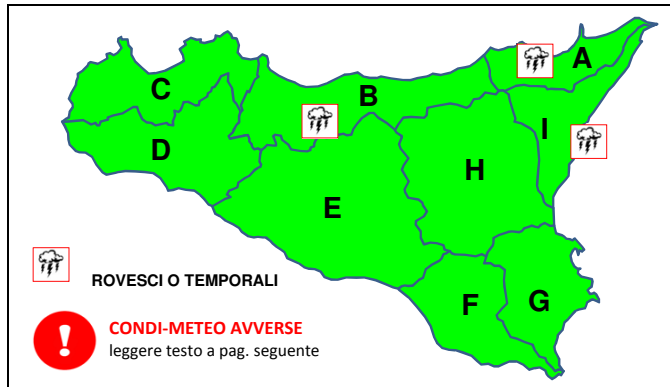 A
C
B
I
D
H
E
ROVESCI O TEMPORALI
F
G
CONDI-METEO AVVERSE
leggere testo a pag. seguente